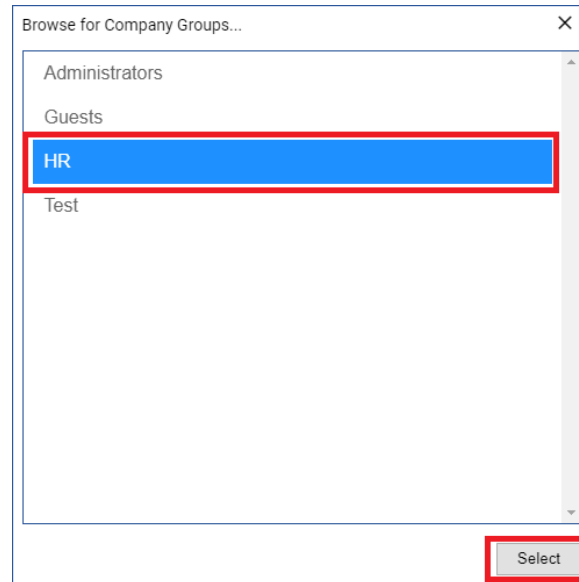 Browse for Company Groups...
Administrators
Guests
HR
Test
Select